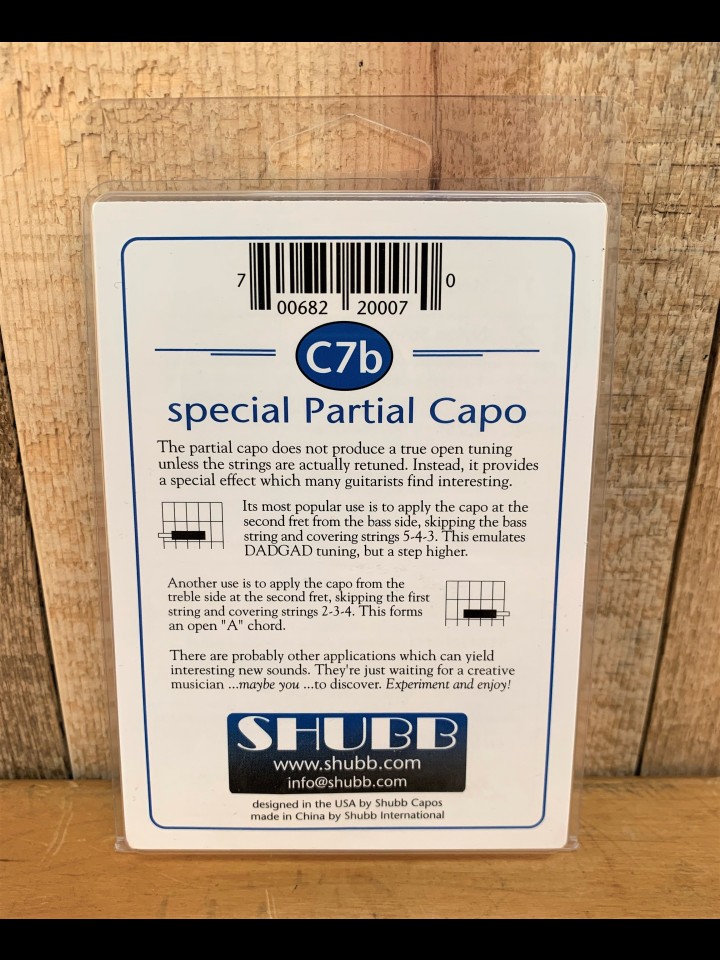 7 00682 20007 0
C7b
special Partial Capo
The partial capo does not produce a true open tuning
unless the strings are actually retuned. Instead, it provides
a special effect which many guitarists find interesting.
Its most popular use is to apply the capo at the
second fret from the bass side, skipping the bass
string and covering strings 5-4-3. This emulates
DADGAD tuning, but a step higher.
Another use is to apply the capo from the
treble side at the second fret, skipping the first
string and covering strings 2-3-4. This forms
an open "A" chord.
There are probably other applications which can yield
interesting new sounds. They're just waiting for a creative
musician ...maybe you ...to discover. Experiment and enjoy!
SHUBB
www.shubb.com
info@shubb.com
designed in the USA by Shubb Capos
made in China by Shubb International